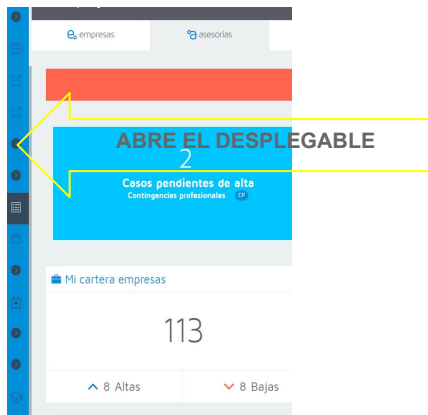 empresas
asesorías
ABRE EL DESPLEGABLE
2
Casos pendientes de alta
Contingencias profesionales CP
Mi cartera empresas
113
8 Altas
8 Bajas